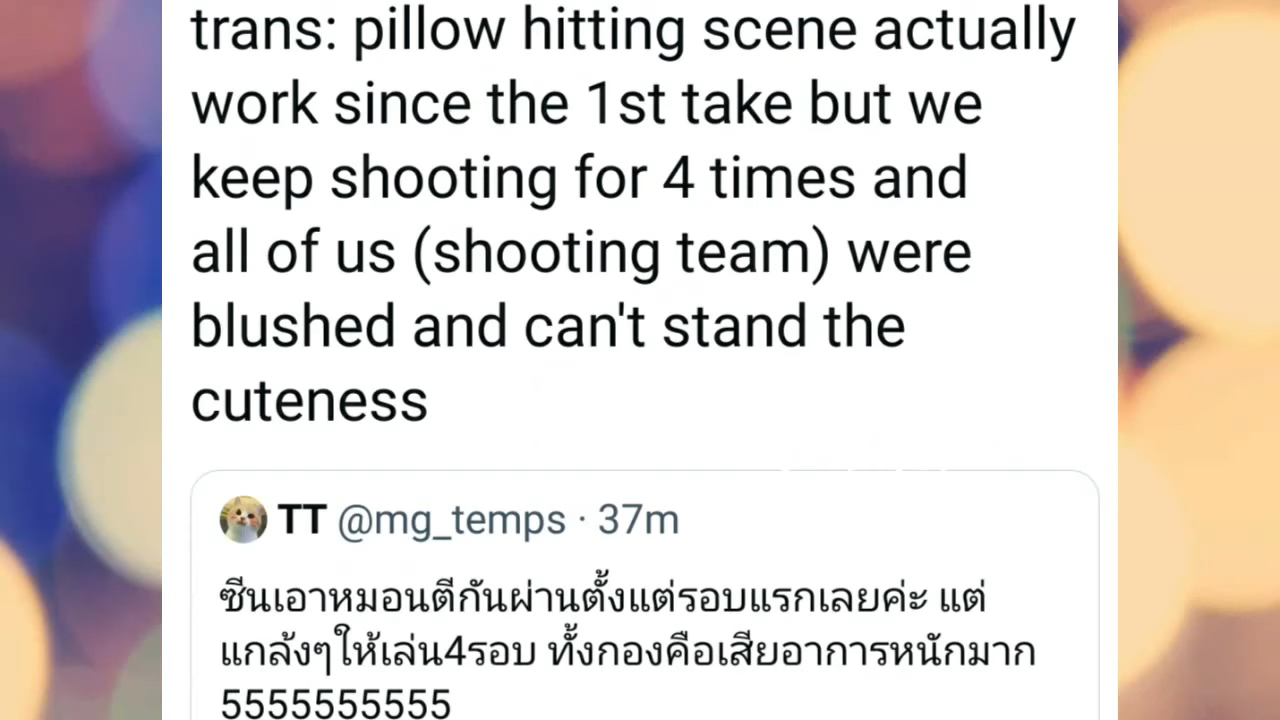 trans: pillow hitting scene actually
work since the 1st take but we
keep shooting for 4 times and
all of us (shooting team) were
blushed and can't stand the
cuteness
TT @mg_temps · 37m
ซีนเอาหมอนตีกันผ่านตั้งแต่รอบแรกเลยค่ะ แต่
แกล้งๆให้เล่น4รอบ ทั้งกองคือเสียอาการหนักมาก
5555555555